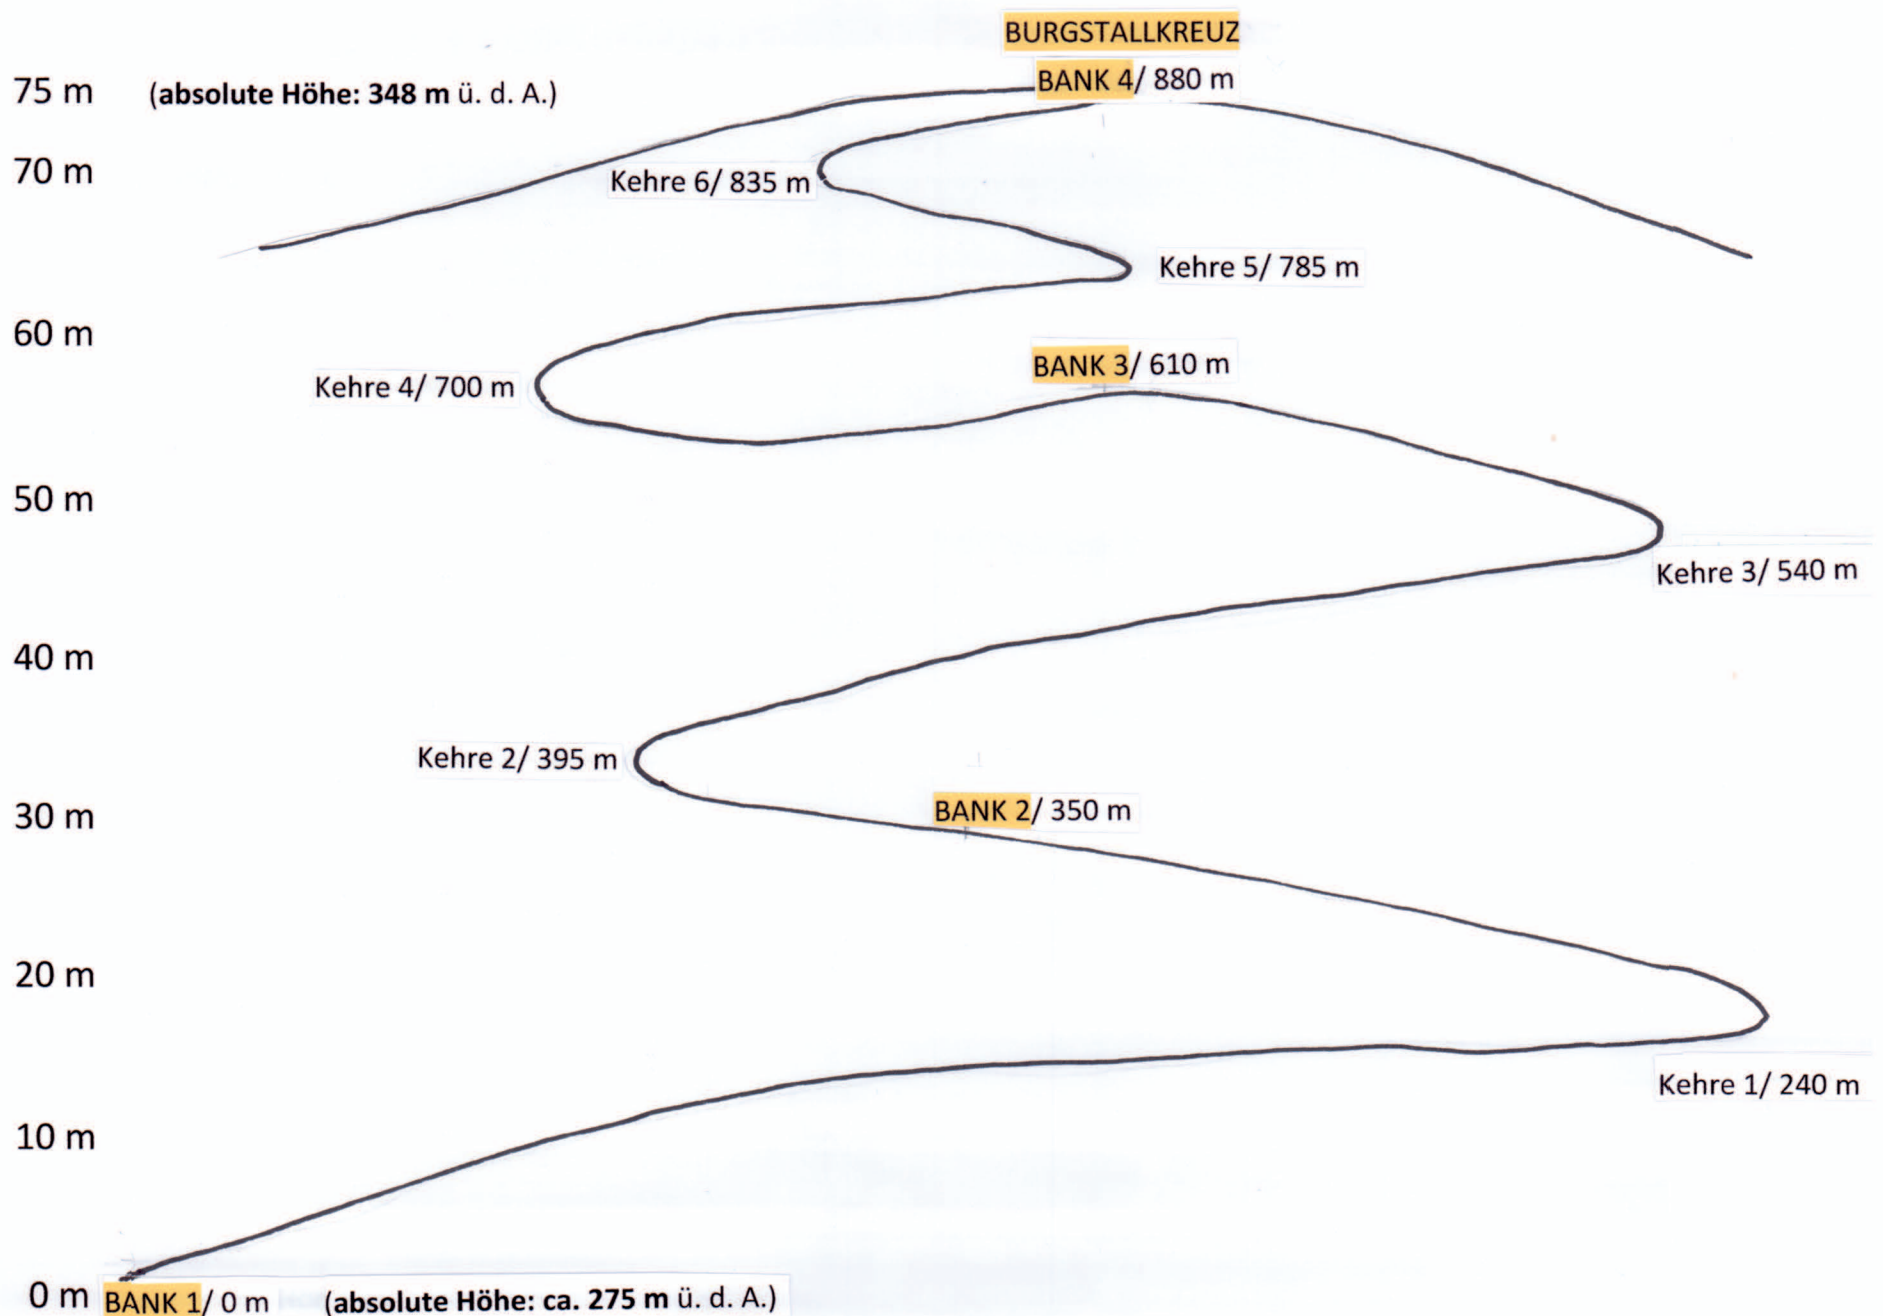 BURGSTALLKREUZ
75 m (absolute Höhe: 348 m ü. d. A.) BANK 4/ 880 m
70 m
Kehre 6/ 835 m
Kehre 5/ 785 m
60 m
BANK 3/ 610 m
Kehre 4/ 700 m
50 m
Kehre 3/ 540 m
40 m
Kehre 2/ 395 m
30 m
BANK 2/ 350 m
20 m
Kehre 1/ 240 m
10 m
0 m BANK 1/ 0 m (absolute Höhe: ca. 275 m ü. d. A.)